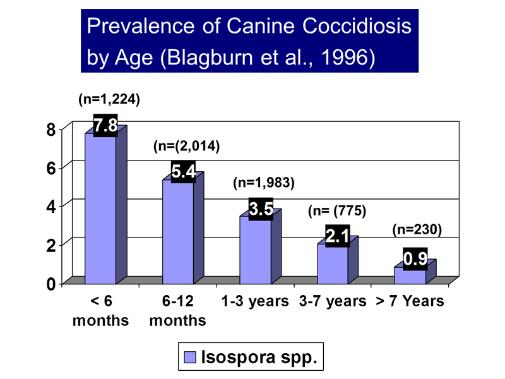 Prevalence of Canine Coccidiosis
by Age (Blagburn et al., 1996)
(n=1,224)
7.8
(n=(2,014)
5.4
(n=1,983)
3.5
(n= (775)
2.1
(n=230)
0.9
8
6
4
2
0
< 6
months
6-12
months
1-3 years
3-7 years
> 7 Years
Isospora spp.